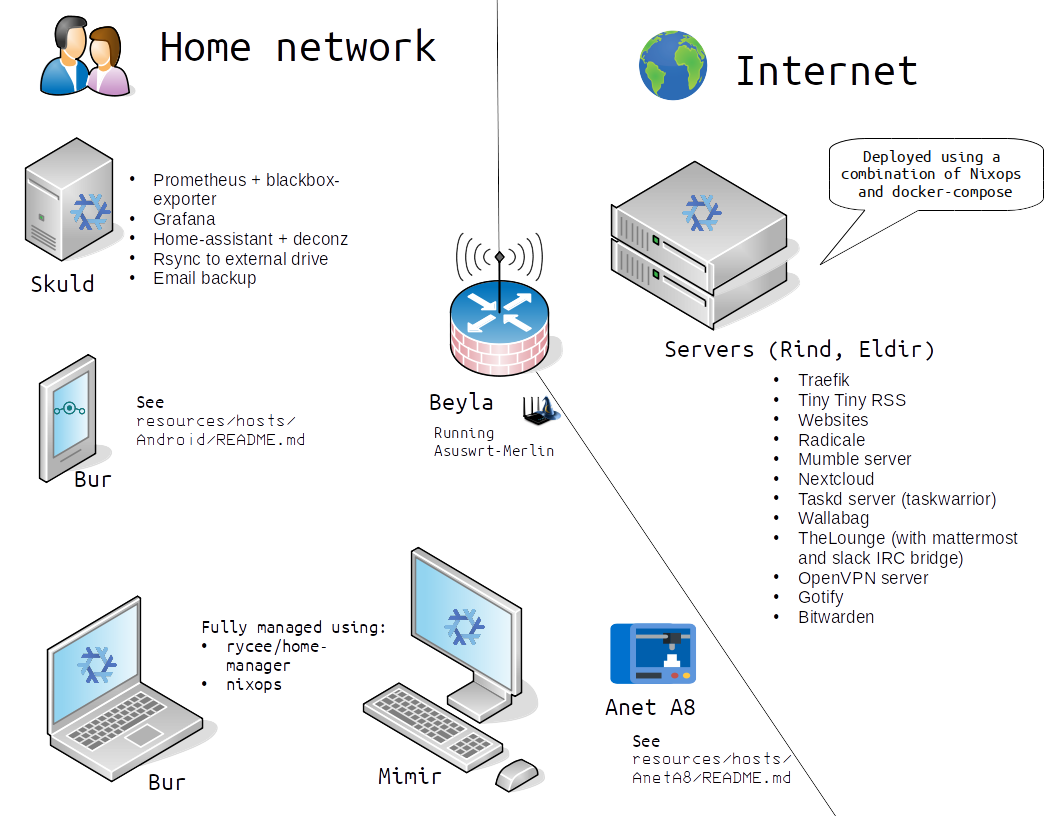 Home network
Internet
Deployed using a
combination of Nixops
and docker-compose
• Prometheus + blackbox-
exporter
• Grafana
• Home-assistant + deconz
• Rsync to external drive
• Email backup
Skuld
Servers (Rind, Eldir)
• Traefik
• Tiny Tiny RSS
• Websites
• Radicale
• Mumble server
• Nextcloud
• Taskd server (taskwarrior)
• Wallabag
• TheLounge (with mattermost
and slack IRC bridge)
• OpenVPN server
• Gotify
• Bitwarden
Beyla
Running
Asuswrt-Merlin
See
resources/hosts/
Android/README.md
Bur
Fully managed using:
• rycee/home-
manager
• nixops
Bur
Mimir
Anet A8
See
resources/hosts/
AnetA8/README.md